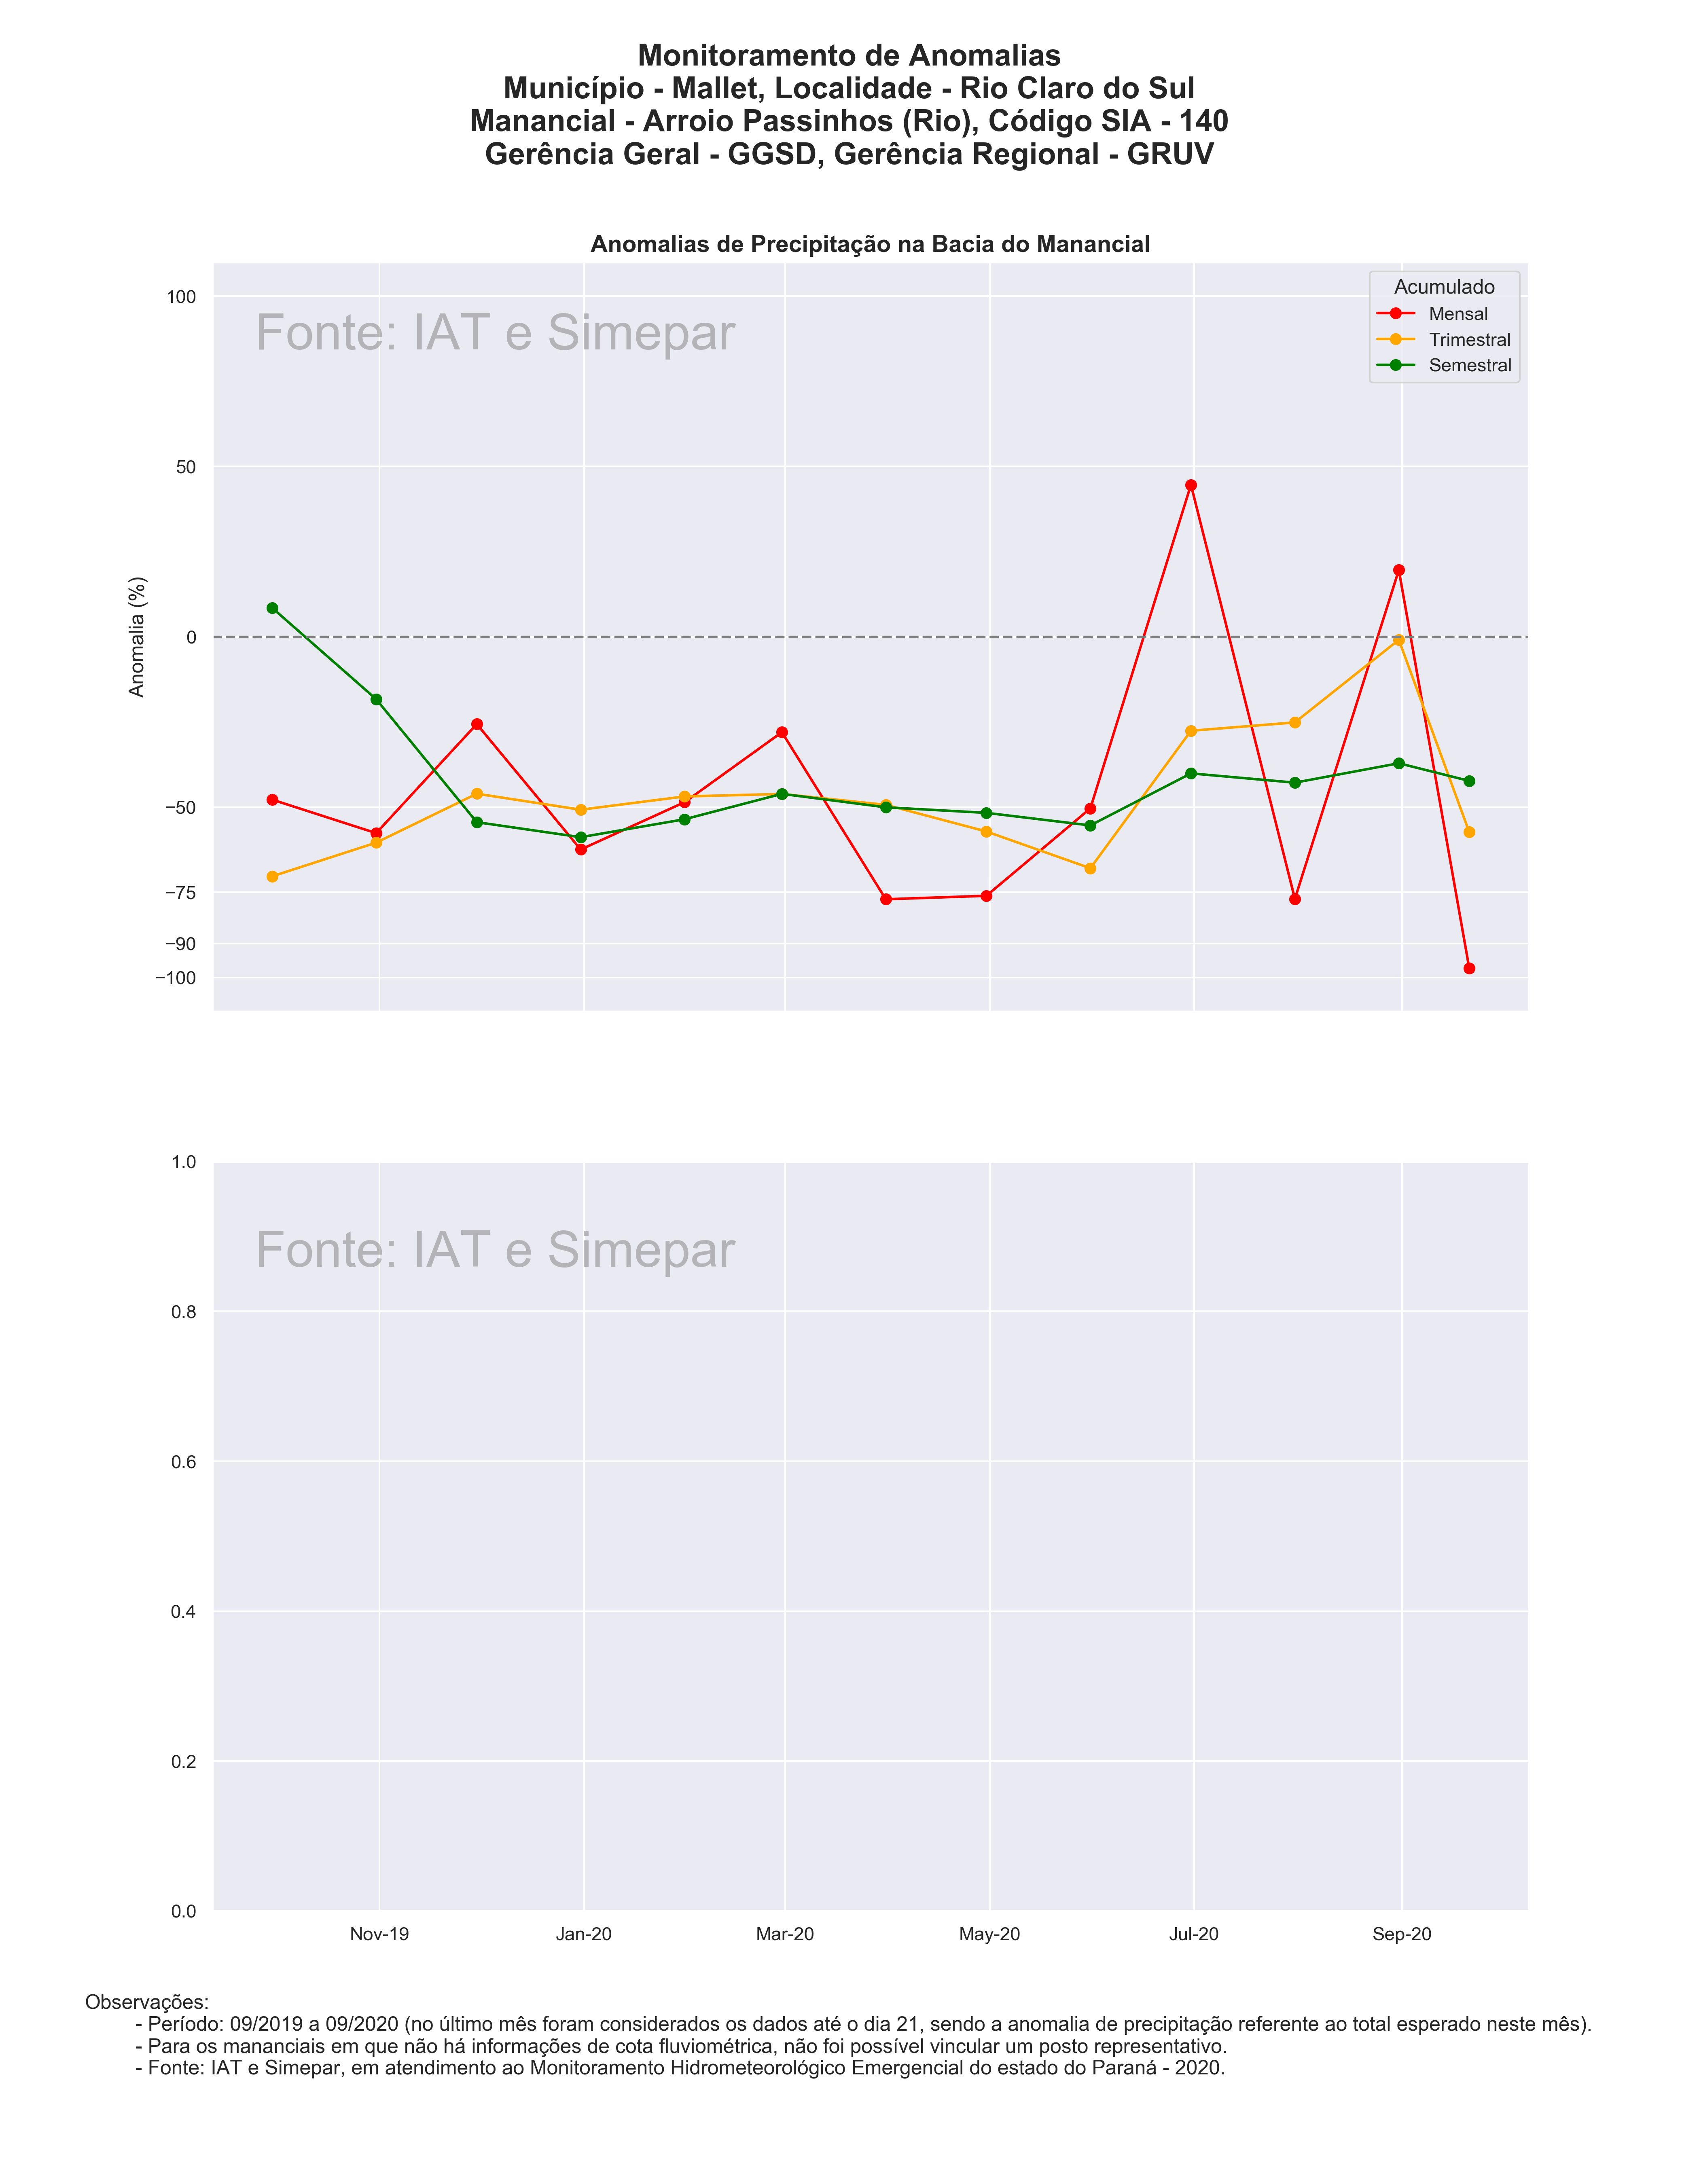 Monitoramento de Anomalias
Município - Mallet, Localidade - Rio Claro do Sul
Manancial - Arroio Passinhos (Rio), Código SIA - 140
Gerência Geral - GGSD, Gerência Regional - GRUV
Anomalias de Precipitação na Bacia do Manancial
Fonte: IAT e Simepar
Acumulado
Mensal
Trimestral
Semestral
Anomalia (%)
100
50
0
−50
−75
−90
−100
Fonte: IAT e Simepar
1.0
0.8
0.6
0.4
0.2
0.0
Nov-19 Jan-20 Mar-20 May-20 Jul-20 Sep-20
Observações:
- Período: 09/2019 a 09/2020 (no último mês foram considerados os dados até o dia 21, sendo a anomalia de precipitação referente ao total esperado neste mês).
- Para os mananciais em que não há informações de cota fluviométrica, não foi possível vincular um posto representativo.
- Fonte: IAT e Simepar, em atendimento ao Monitoramento Hidrometeorológico Emergencial do estado do Paraná - 2020.